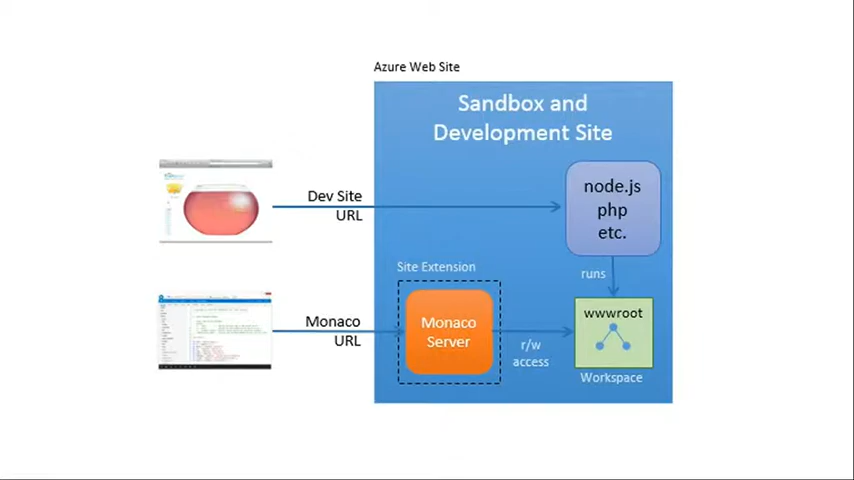 Azure Web Site
Sandbox and
Development Site
Dev Site
URL
node.js
php
etc.
Site Extension
runs
Monaco
URL
Monaco
Server
r/w
access
wwwroot
Workspace